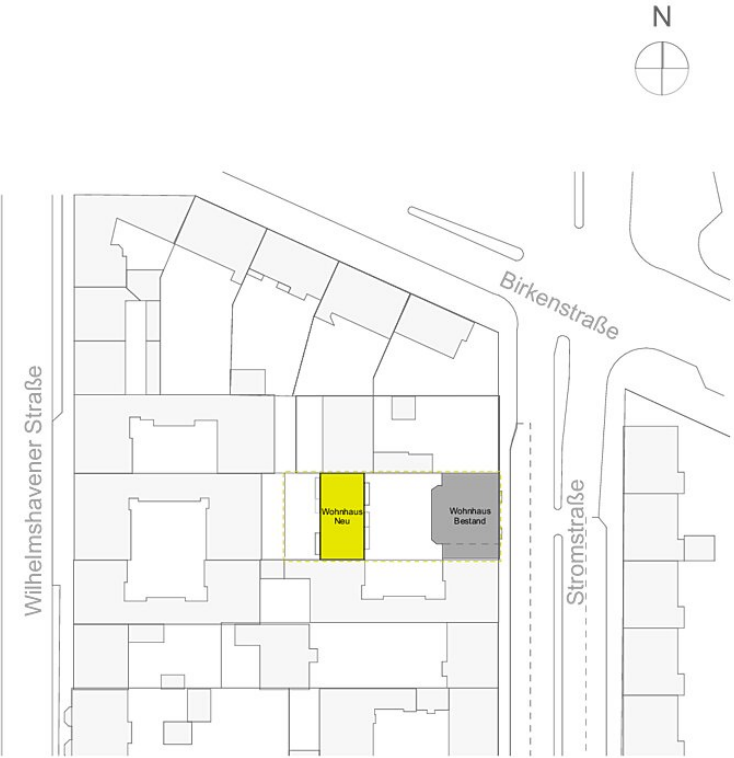 N
Birkenstraße
Wilhelmshavener Straße
Wohnhaus
Neu
Wohnhaus
Bestand
Stromstraße